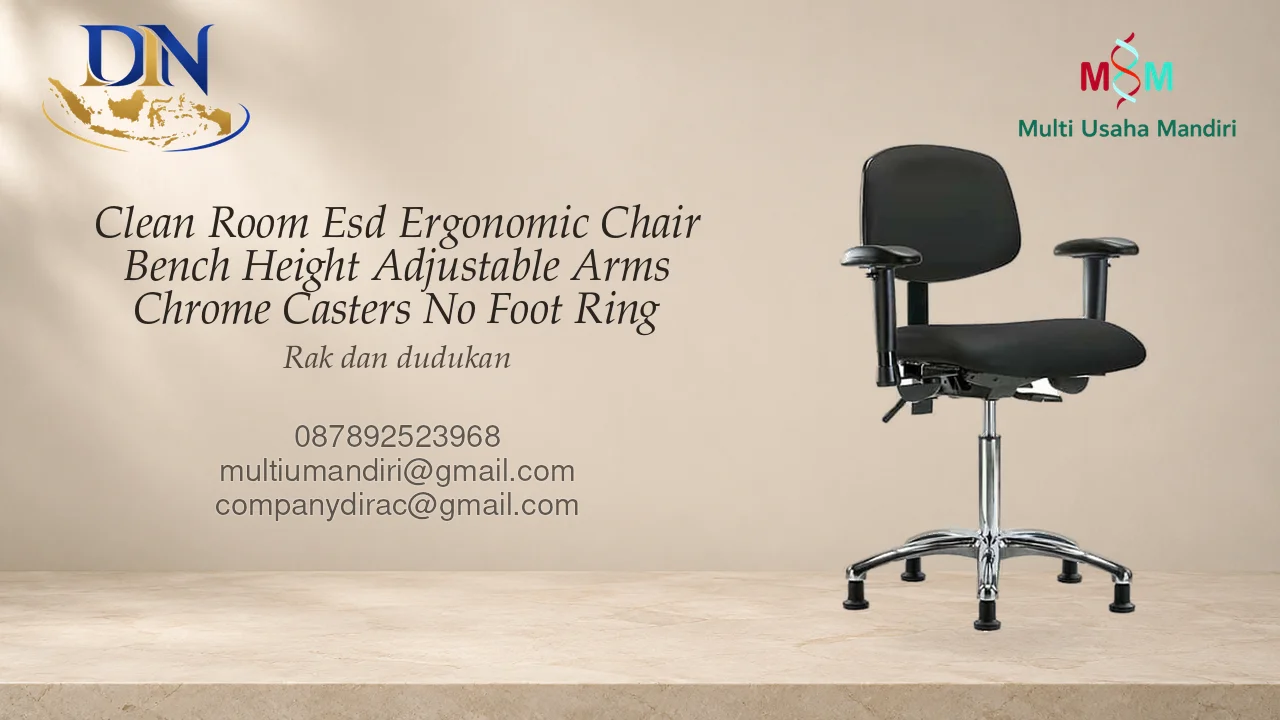 DN
M M
Multi Usaha Mandiri
Clean Room Esd Ergonomic Chair
Bench Height Adjustable Arms
Chrome Casters No Foot Ring
Rak dan dudukan
087892523968
multiumandiri@gmail.com
companydirac@gmail.com